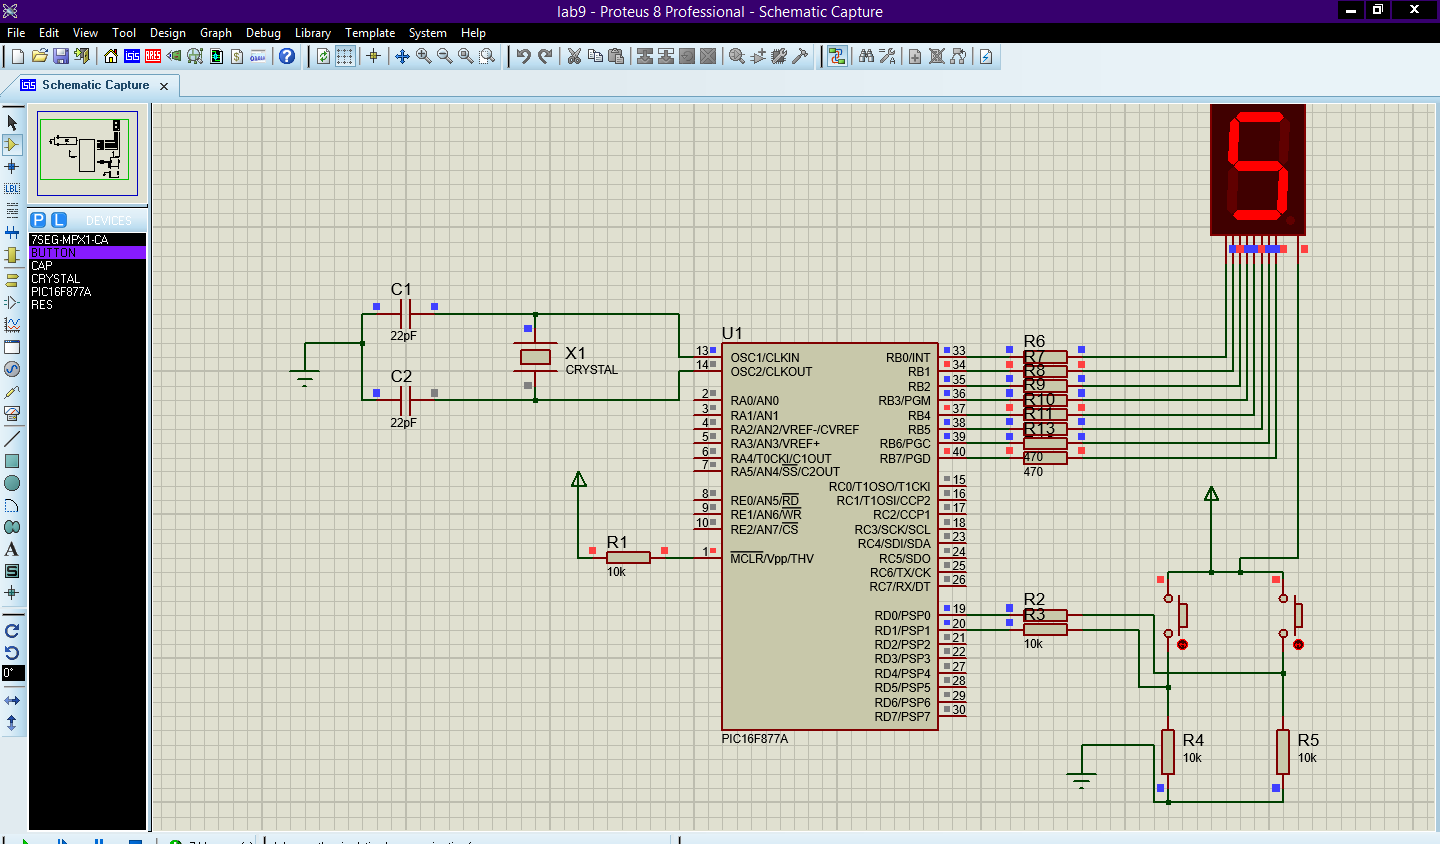 lab9 - Proteus 8 Professional - Schematic Capture
File Edit View Tool Design Graph Debug Library Template System Help
Schematic Capture
P L DEVICES
7SEG-MPX1-CA
BUTTON
CAP
CRYSTAL
PIC16F877A
RES
LBL
A
S
0°
C1
22pF
C2
22pF
X1
CRYSTAL
R1
10k
U1
13 OSC1/CLKIN
14 OSC2/CLKOUT
2 RA0/AN0
3 RA1/AN1
4 RA2/AN2/VREF-/CVREF
5 RA3/AN3/VREF+
6 RA4/T0CKI/C1OUT
7 RA5/AN4/SS/C2OUT
8 RE0/AN5/RD
9 RE1/AN6/WR
10 RE2/AN7/CS
1 MCLR/Vpp/THV
RB0/INT 33
RB1 34
RB2 35
RB3/PGM 36
RB4 37
RB5 38
RB6/PGC 39
RB7/PGD 40
RC0/T1OSO/T1CKI 15
RC1/T1OSI/CCP2 16
RC2/CCP1 17
RC3/SCK/SCL 18
RC4/SDI/SDA 23
RC5/SDO 24
RC6/TX/CK 25
RC7/RX/DT 26
RD0/PSP0 19
RD1/PSP1 20
RD2/PSP2 21
RD3/PSP3 22
RD4/PSP4 27
RD5/PSP5 28
RD6/PSP6 29
RD7/PSP7 30
PIC16F877A
R6
R7
R8
R9
R10
R11
R13
470
470
R2
R3
10k
R4
10k
R5
10k
5